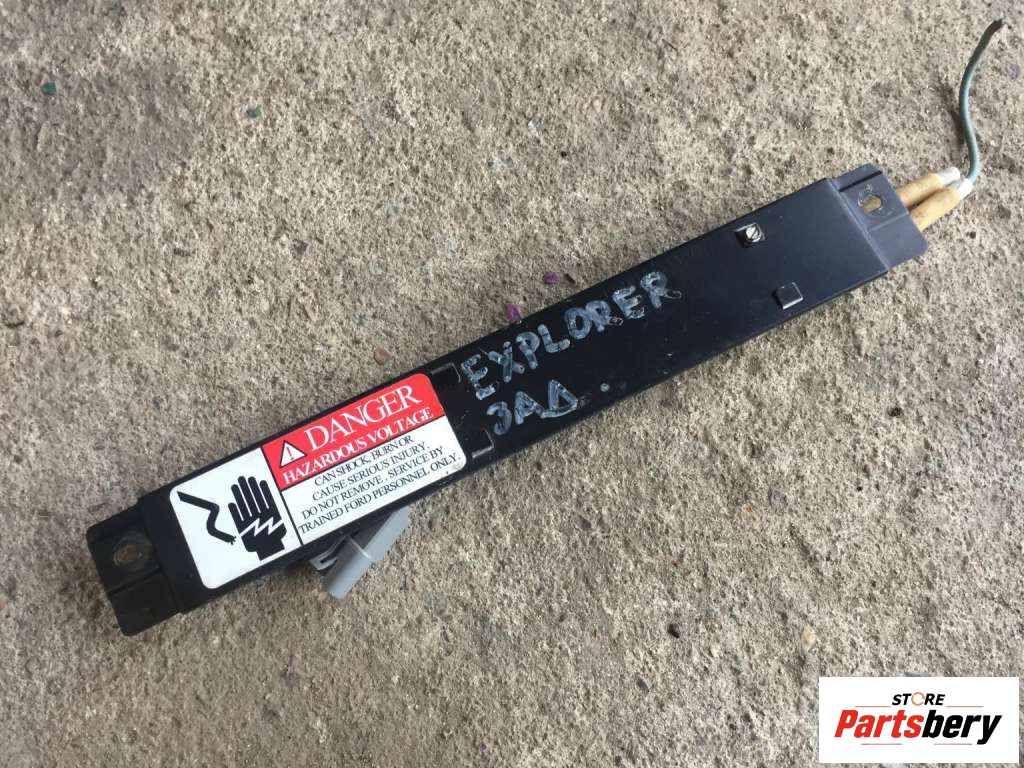 EXPLORER
ЗАД.
DANGER
HAZARDOUS VOLTAGE
CAN SHOCK, BURN OR
CAUSE SERIOUS INJURY.
DO NOT REMOVE. SERVICE BY
TRAINED FORD PERSONNEL ONLY.
STORE
Partsbery